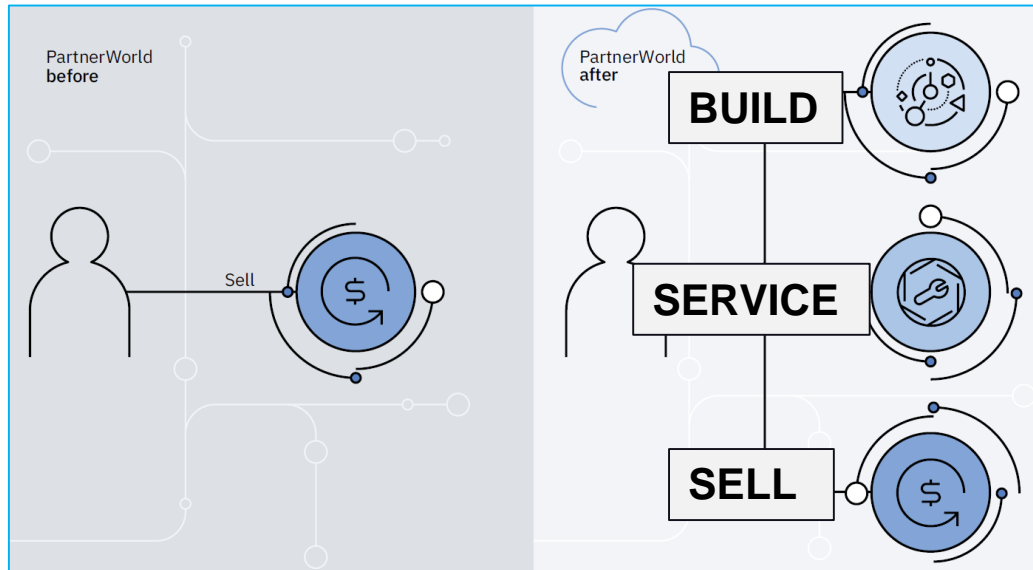 PartnerWorld
before
Sell
$
PartnerWorld
after
BUILD
SERVICE
SELL
$